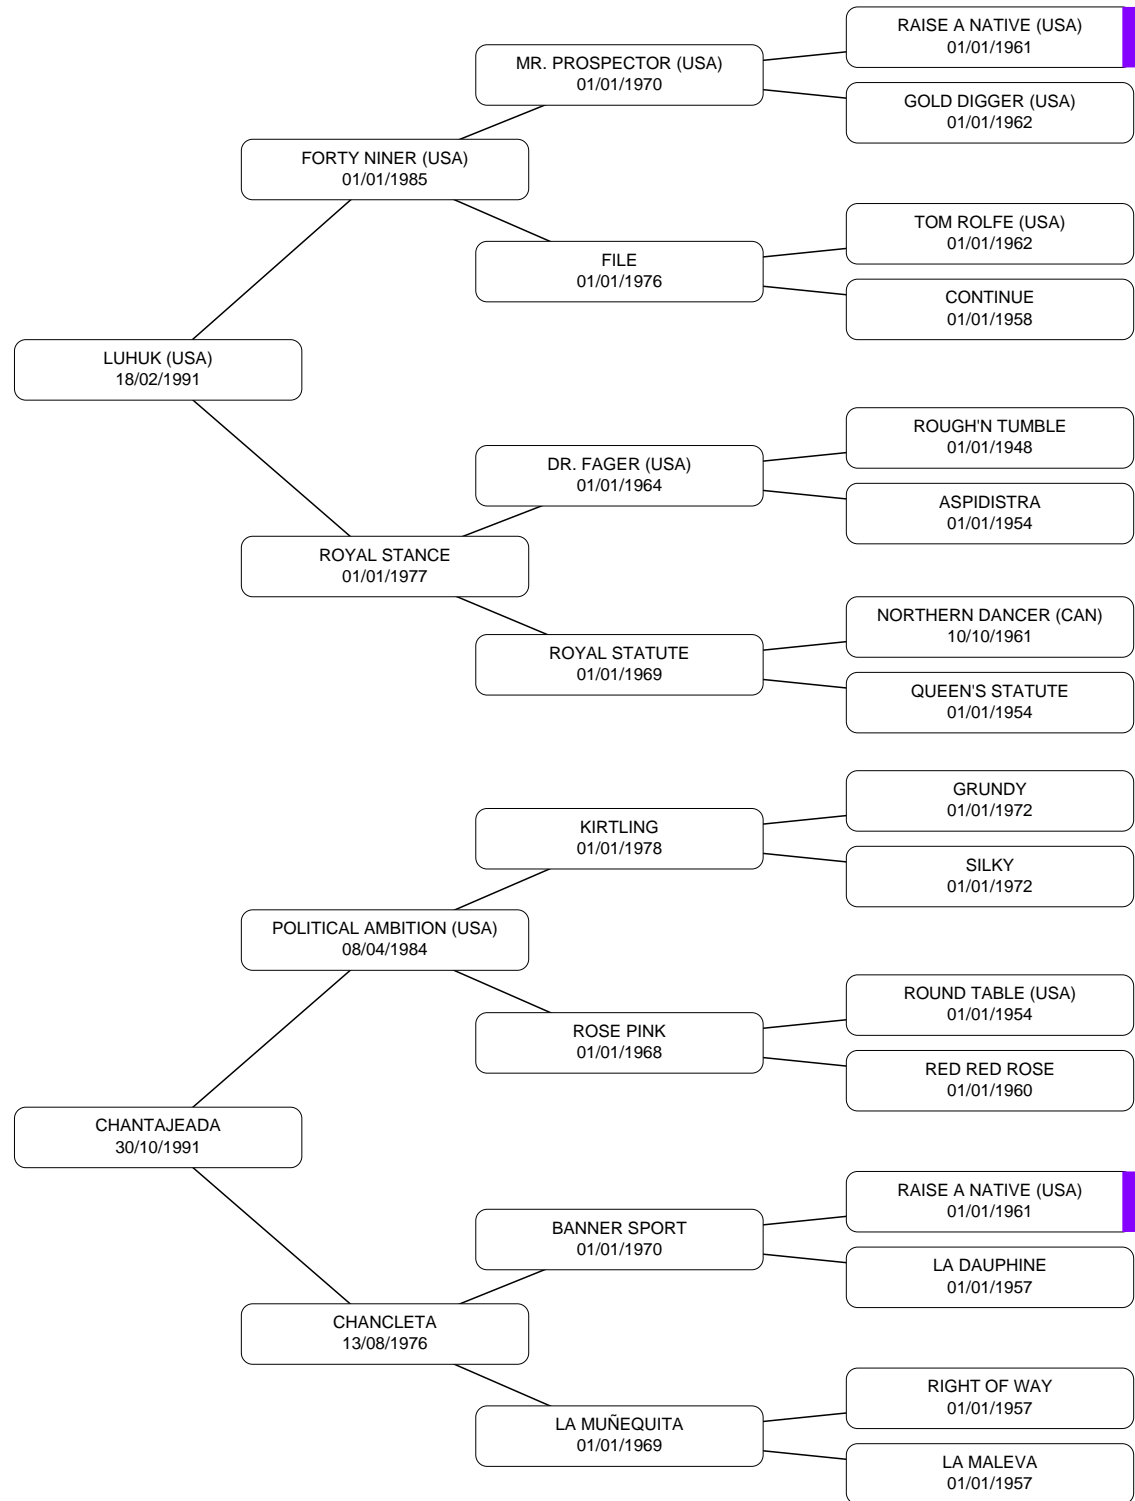 RAISE A NATIVE (USA)
01/01/1961
MR. PROSPECTOR (USA)
01/01/1970
GOLD DIGGER (USA)
01/01/1962
FORTY NINER (USA)
01/01/1985
TOM ROLFE (USA)
01/01/1962
FILE
01/01/1976
CONTINUE
01/01/1958
LUHUK (USA)
18/02/1991
ROUGH'N TUMBLE
01/01/1948
DR. FAGER (USA)
01/01/1964
ASPIDISTRA
01/01/1954
ROYAL STANCE
01/01/1977
NORTHERN DANCER (CAN)
10/10/1961
ROYAL STATUTE
01/01/1969
QUEEN'S STATUTE
01/01/1954
GRUNDY
01/01/1972
KIRTLING
01/01/1978
SILKY
01/01/1972
POLITICAL AMBITION (USA)
08/04/1984
ROUND TABLE (USA)
01/01/1954
ROSE PINK
01/01/1968
RED RED ROSE
01/01/1960
CHANTAJEADA
30/10/1991
RAISE A NATIVE (USA)
01/01/1961
BANNER SPORT
01/01/1970
LA DAUPHINE
01/01/1957
CHANCLETA
13/08/1976
RIGHT OF WAY
01/01/1957
LA MUÑEQUITA
01/01/1969
LA MALEVA
01/01/1957